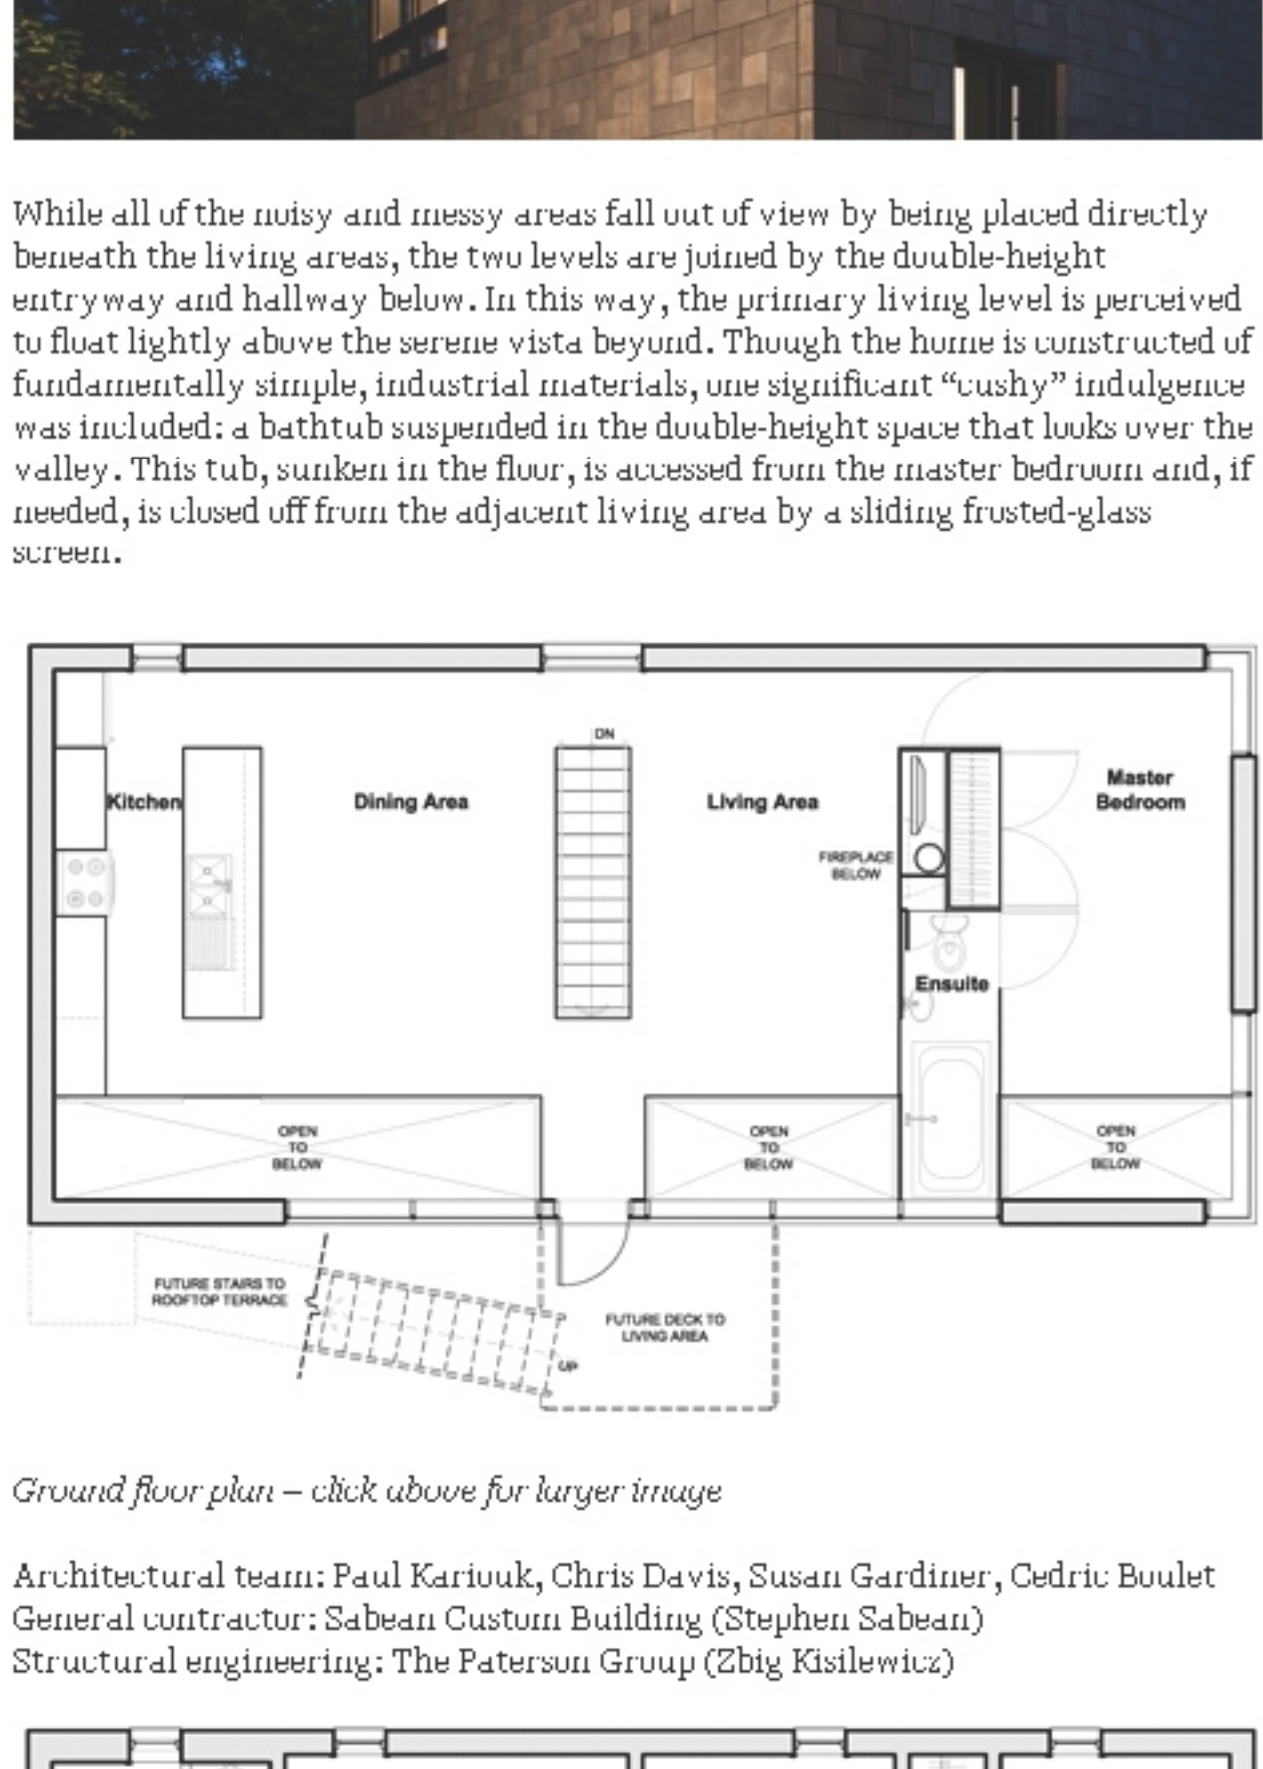 While all of the noisy and messy areas fall out of view by being placed directly
beneath the living areas, the two levels are joined by the double-height
entryway and hallway below. In this way, the primary living level is perceived
to float lightly above the serene vista beyond. Though the home is constructed of
fundamentally simple, industrial materials, one significant “cushy” indulgence
was included: a bathtub suspended in the double-height space that looks over the
valley. This tub, sunken in the floor, is accessed from the master bedroom and, if
needed, is closed off from the adjacent living area by a sliding frosted-glass
screen.
DN
Kitchen
Dining Area
Living Area
Master
Bedroom
FIREPLACE
BELOW
Ensuite
OPEN
TO
BELOW
OPEN
TO
BELOW
OPEN
TO
BELOW
FUTURE STAIRS TO
ROOFTOP TERRACE
FUTURE DECK TO
LIVING AREA
UP
Ground floor plan – click above for larger image
Architectural team: Paul Kariouk, Chris Davis, Susan Gardiner, Cedric Boulet
General contractor: Sabean Custom Building (Stephen Sabean)
Structural engineering: The Paterson Group (Zbig Kisilewicz)